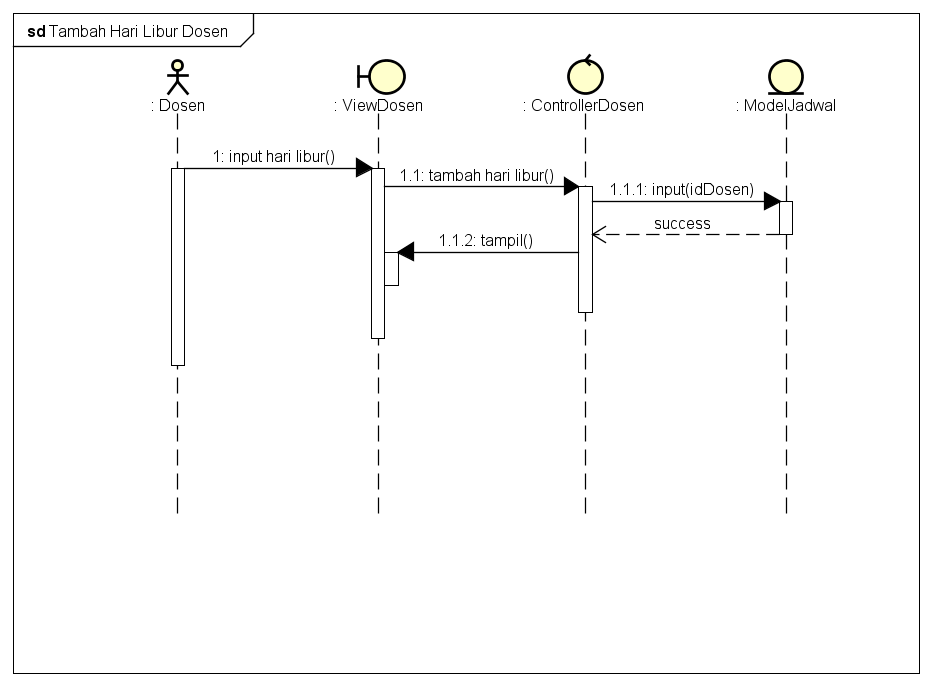 sd Tambah Hari Libur Dosen
: Dosen
: ViewDosen
: ControllerDosen
: ModelJadwal
1: input hari libur()
1.1: tambah hari libur()
1.1.1: input(idDosen)
success
1.1.2: tampil()